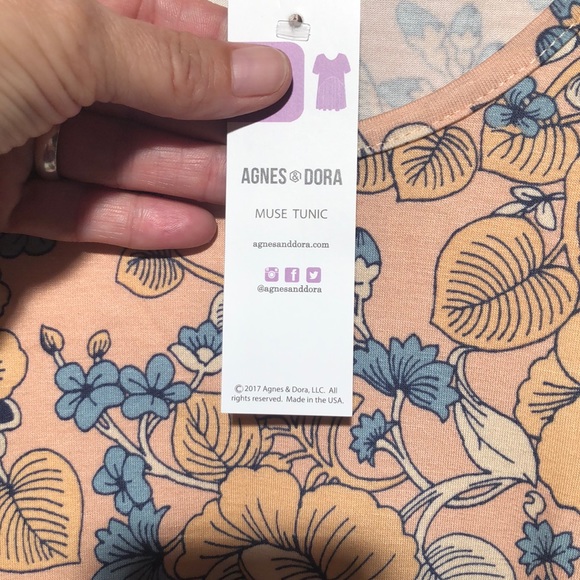 AGNES & DORA
MUSE TUNIC
agnesanddora.com
@agnesanddora
©2017 Agnes & Dora, LLC. All
rights reserved. Made in the USA.